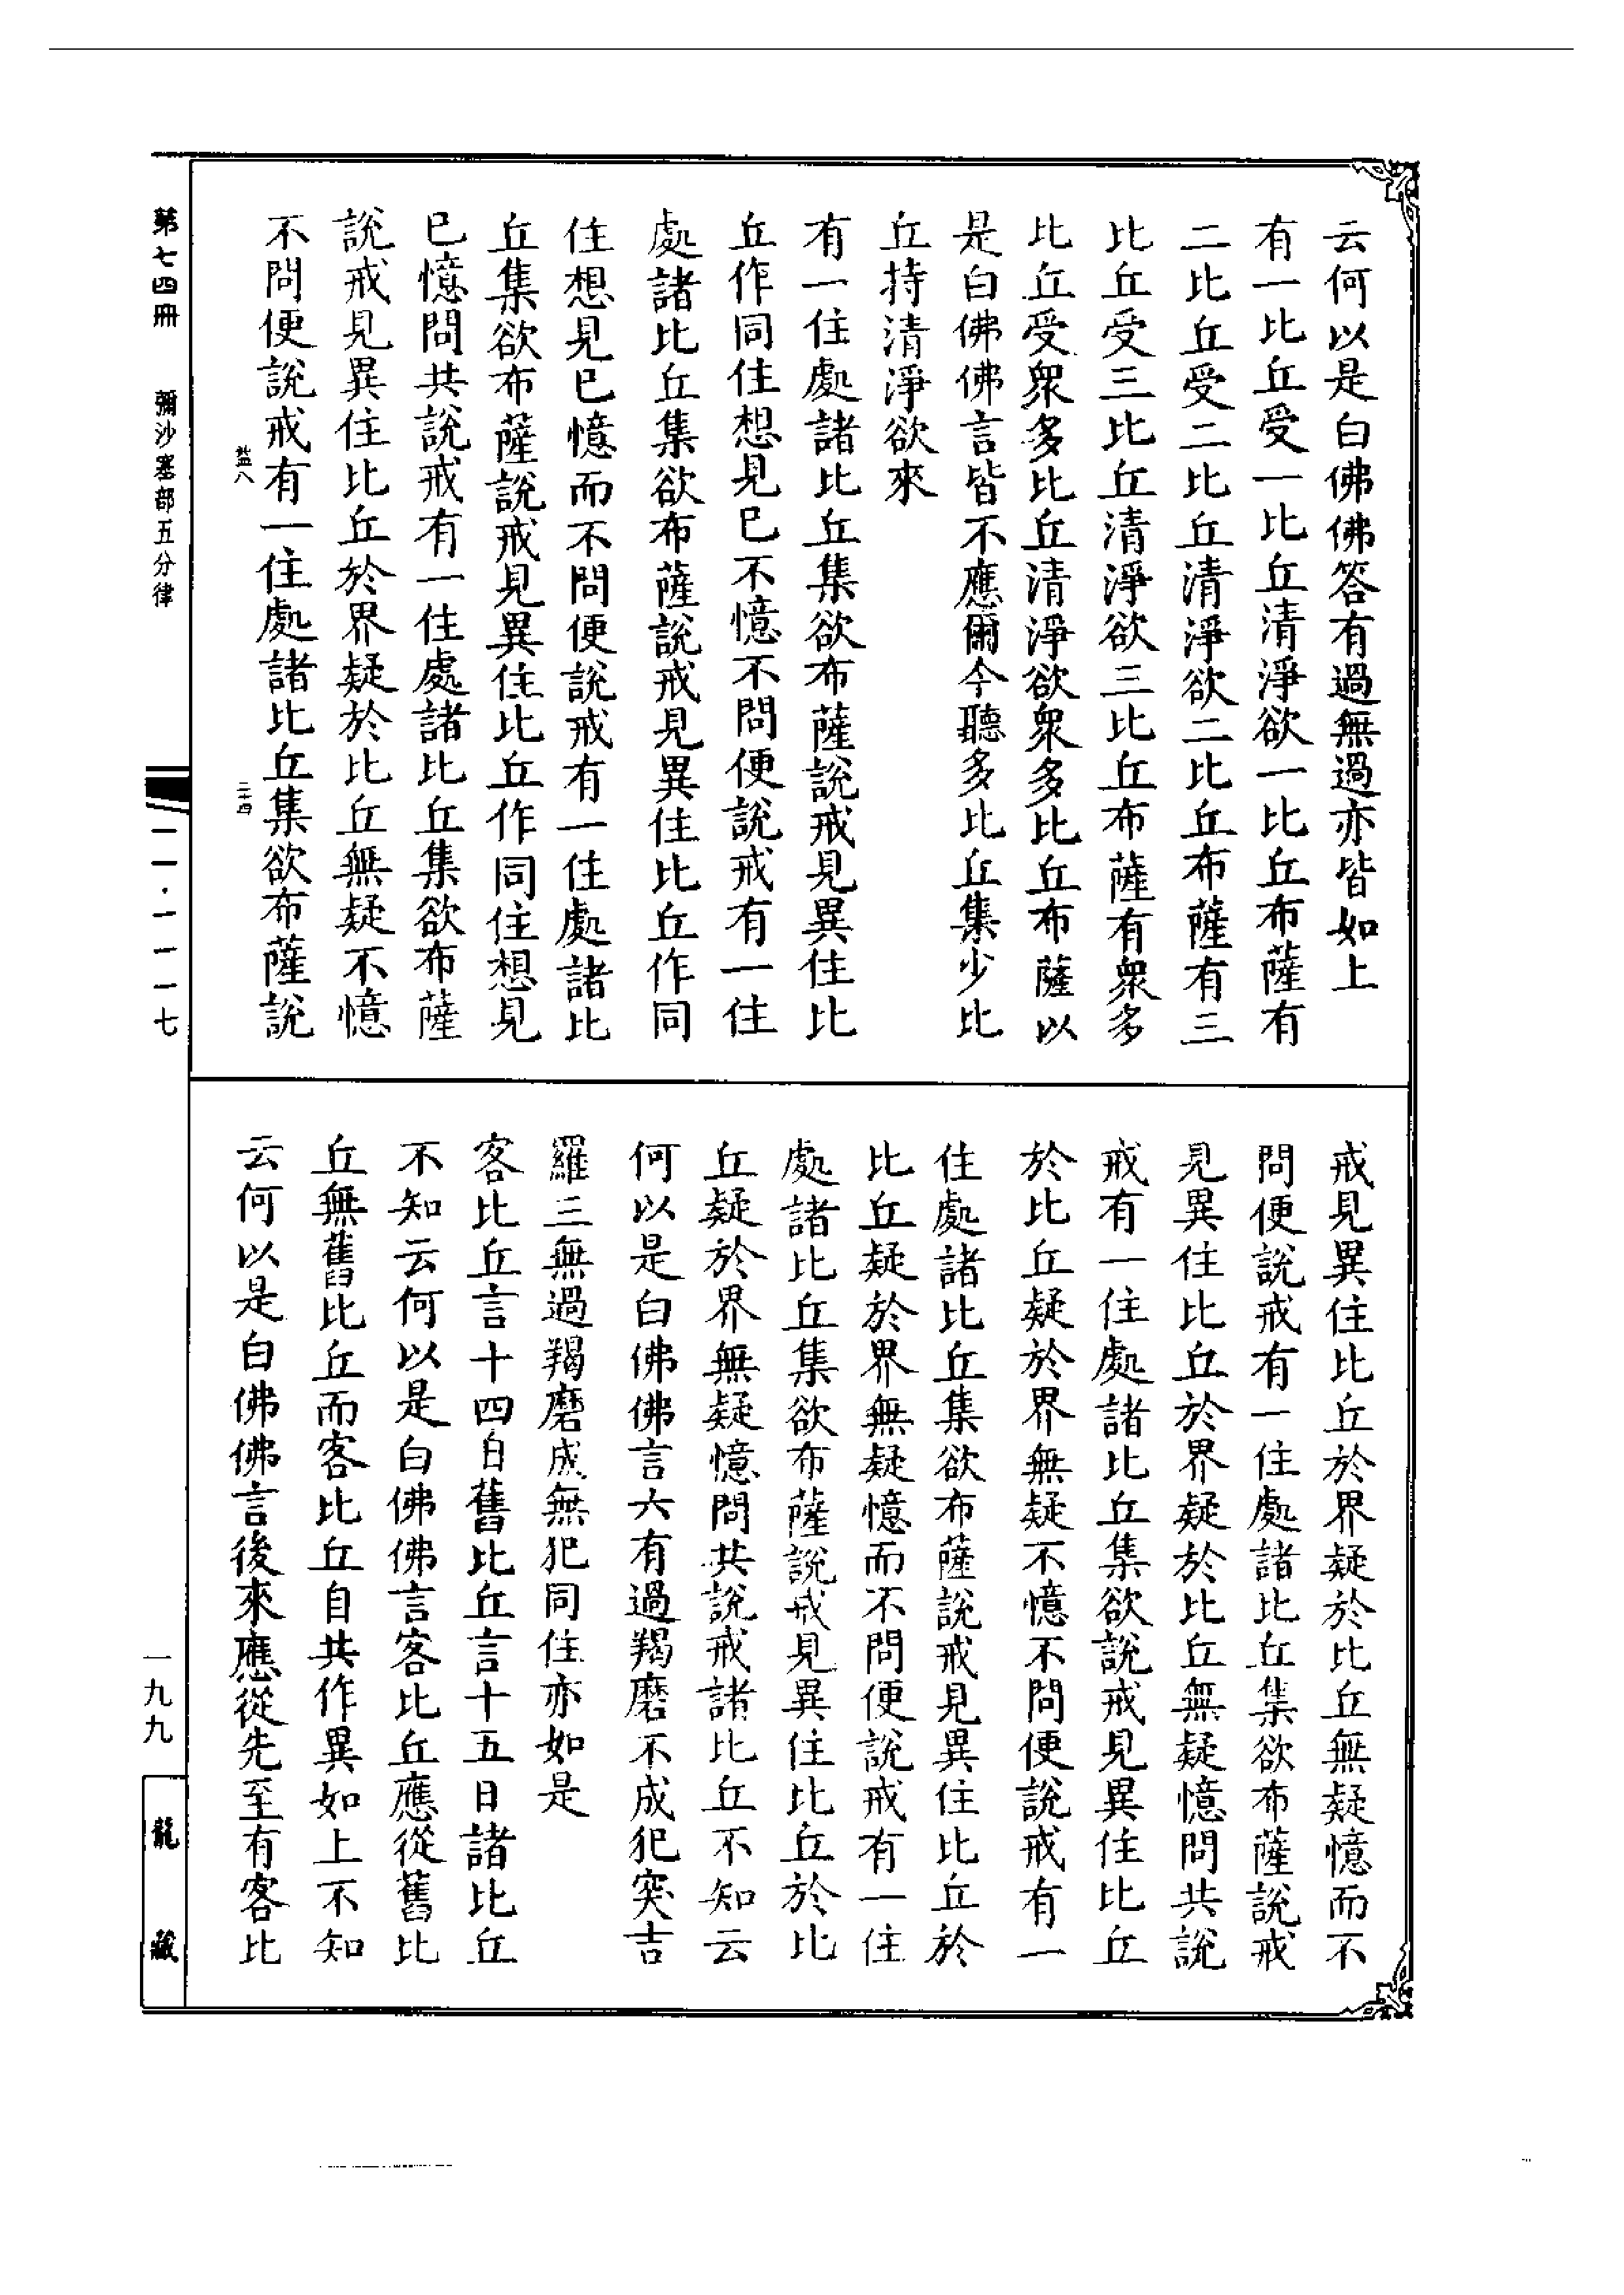 云何以是白佛佛答有過無過亦皆如上
有一比丘受一比丘清淨欲一比丘布薩有
二比丘受二比丘清淨欲二比丘布薩有三
比丘受三比丘清淨欲三比丘布薩有衆多
比丘受衆多比丘清淨欲衆多比丘布薩以
是白佛佛言皆不應爾今聽多比丘集少比
丘持清淨欲來
有一住處諸比丘集欲布薩說戒見異住比
丘作同住想見已不憶不問便說戒有一住
處諸比丘集欲布薩說戒見異住比丘作同
住想見已憶而不問便說戒有一住處諸比
丘集欲布薩說戒見異住比丘作同住想見
已憶問共說戒有一住處諸比丘集欲布薩
說戒見異住比丘於界疑於比丘無疑不憶
不問便說戒有一住處諸比丘集欲布薩說
益八
二十四
戒見異住比丘於界疑於比丘無疑憶而不
問便說戒有一住處諸比丘集欲布薩說戒
見異住比丘於界疑於比丘無疑憶問共說
戒有一住處諸比丘集欲說戒見異住比丘
於比丘疑於界無疑不憶不問便說戒有一
住處諸比丘集欲布薩說戒見異住比丘於
比丘疑於界無疑憶而不問便說戒有一住
處諸比丘集欲布薩說戒見異住比丘於比
丘疑於界無疑憶問共說戒諸比丘不知云
何以是白佛佛言六有過羯磨不成犯突吉
羅三無過羯磨成無犯同住亦如是
客比丘言十四日舊比丘言十五日諸比丘
不知云何以是白佛佛言客比丘應從舊比
丘無舊比丘而客比丘自共作異如上不知
云何以是白佛佛言後來應從先至有客比
第七四冊　彌沙塞部五分律
一一·一一一七
一九九
龍藏